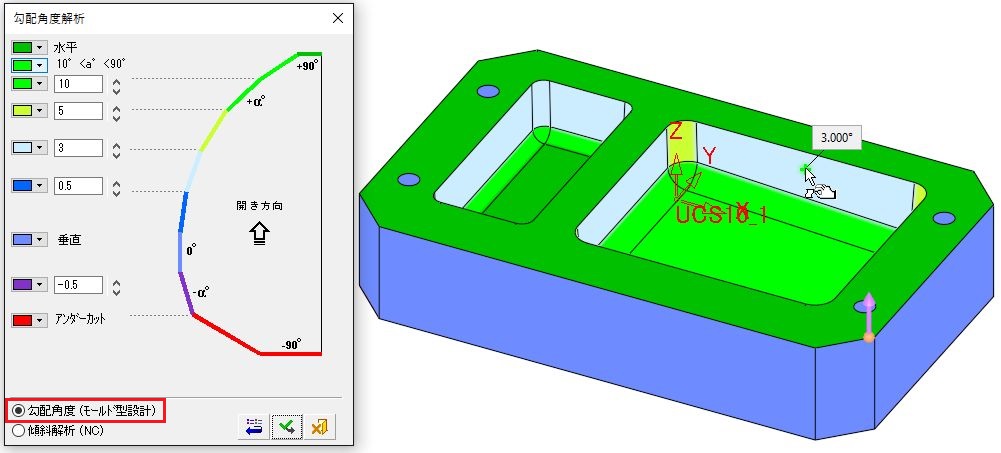 勾配角度解析
水平
10° <a° <90°
10
5
3
0.5
垂直
-0.5
アンダーカット
+90°
+α°
開き方向
0°
-α°
-90°
勾配角度 (モールド型設計)
傾斜解析 (NC)
3.000°
Z
Y
X